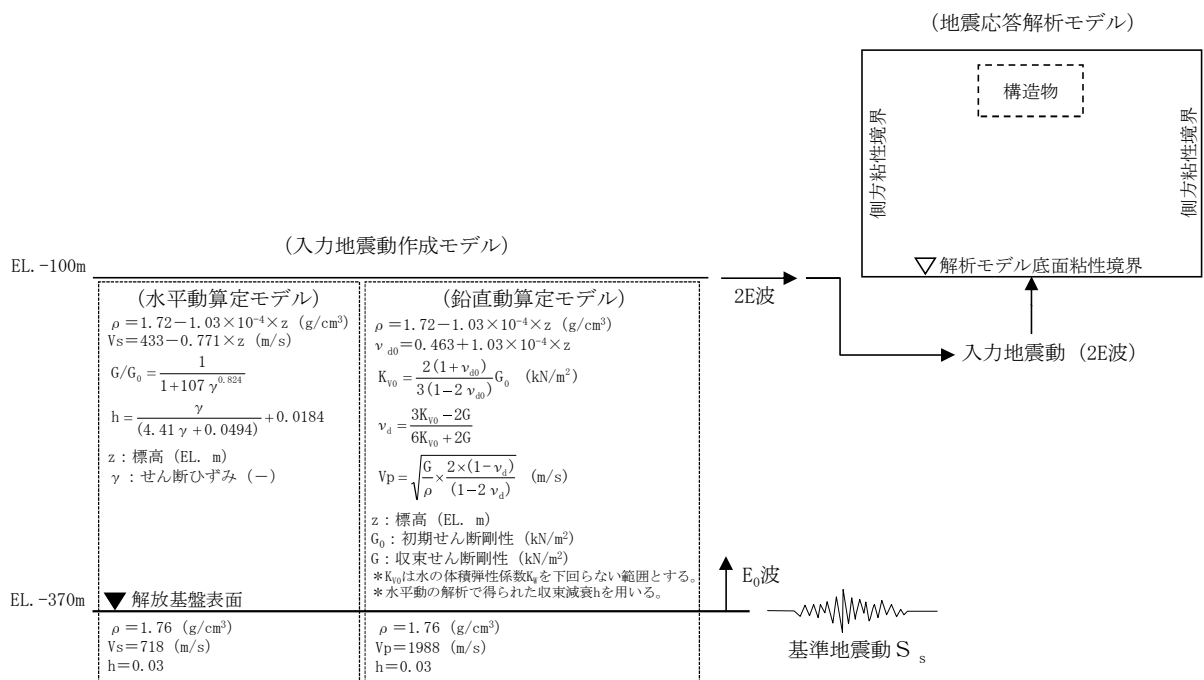 (地震応答解析モデル)
構造物
側方粘性境界
側方粘性境界
▽解析モデル底面粘性境界
(入力地震動作成モデル)
EL.-100m
2E波
入力地震動 (2E波)
(水平動算定モデル)
ρ=1.72-1.03×10⁻⁴×z (g/cm³)
Vs=433-0.771×z (m/s)
G/G₀=1/(1+107γ^0.824)
h=γ/(4.41γ+0.0494)+0.0184
z:標高 (EL. m)
γ:せん断ひずみ (-)
(鉛直動算定モデル)
ρ=1.72-1.03×10⁻⁴×z (g/cm³)
ν_d0=0.463+1.03×10⁻⁴×z
K_V0=2(1+ν_d0)/3(1-2ν_d0) G₀ (kN/m²)
ν_d=(3K_V0-2G)/(6K_V0+2G)
Vp=√(G/ρ×2×(1-ν_d)/(1-2ν_d)) (m/s)
z:標高 (EL. m)
G₀:初期せん断剛性 (kN/m²)
G:収束せん断剛性 (kN/m²)
*K_V0は水の体積弾性係数K_Wを下回らない範囲とする。
*水平動の解析で得られた収束減衰hを用いる。
E₀波
EL.-370m
▼ 解放基盤表面
ρ=1.76 (g/cm³)
Vs=718 (m/s)
h=0.03
ρ=1.76 (g/cm³)
Vp=1988 (m/s)
h=0.03
基準地震動Ss